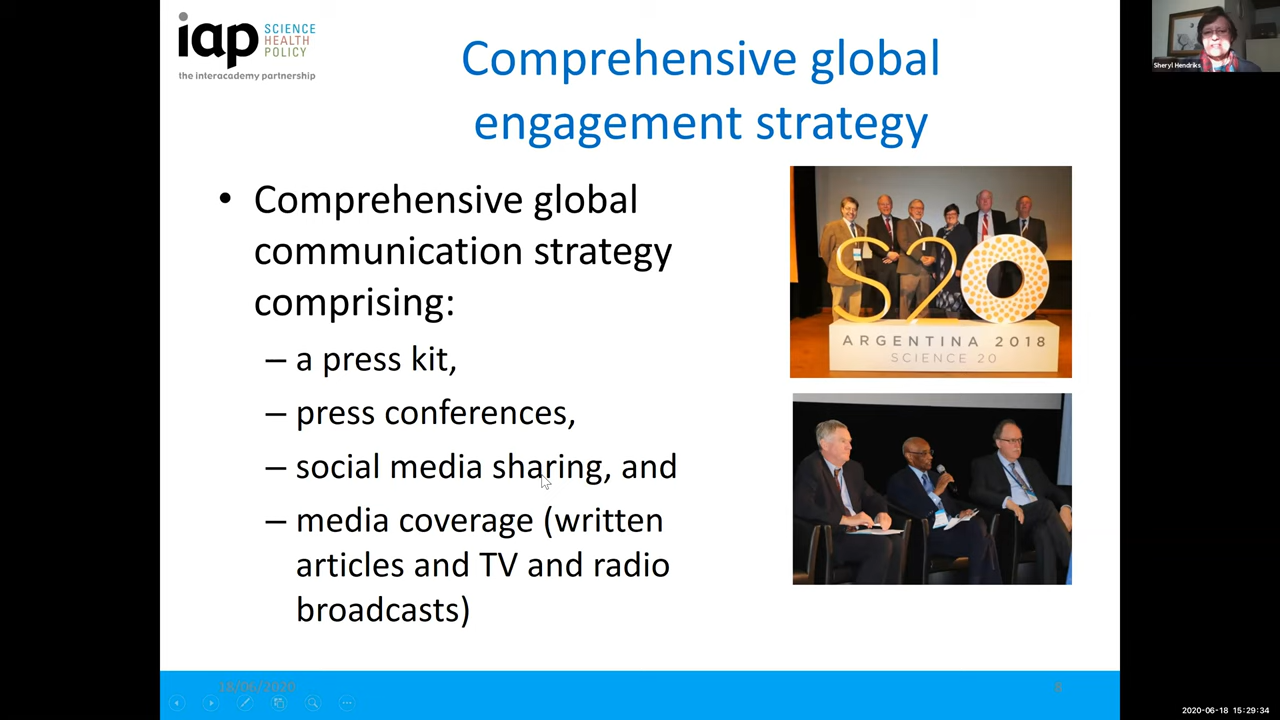 iap SCIENCE
HEALTH
POLICY
the interacademy partnership
Comprehensive global
engagement strategy
Sheryl Hendriks
• Comprehensive global
communication strategy
comprising:
– a press kit,
– press conferences,
– social media sharing, and
– media coverage (written
articles and TV and radio
broadcasts)
S20
ARGENTINA 2018
SCIENCE 20
18/06/2020
8
2020-06-18 15:29:34